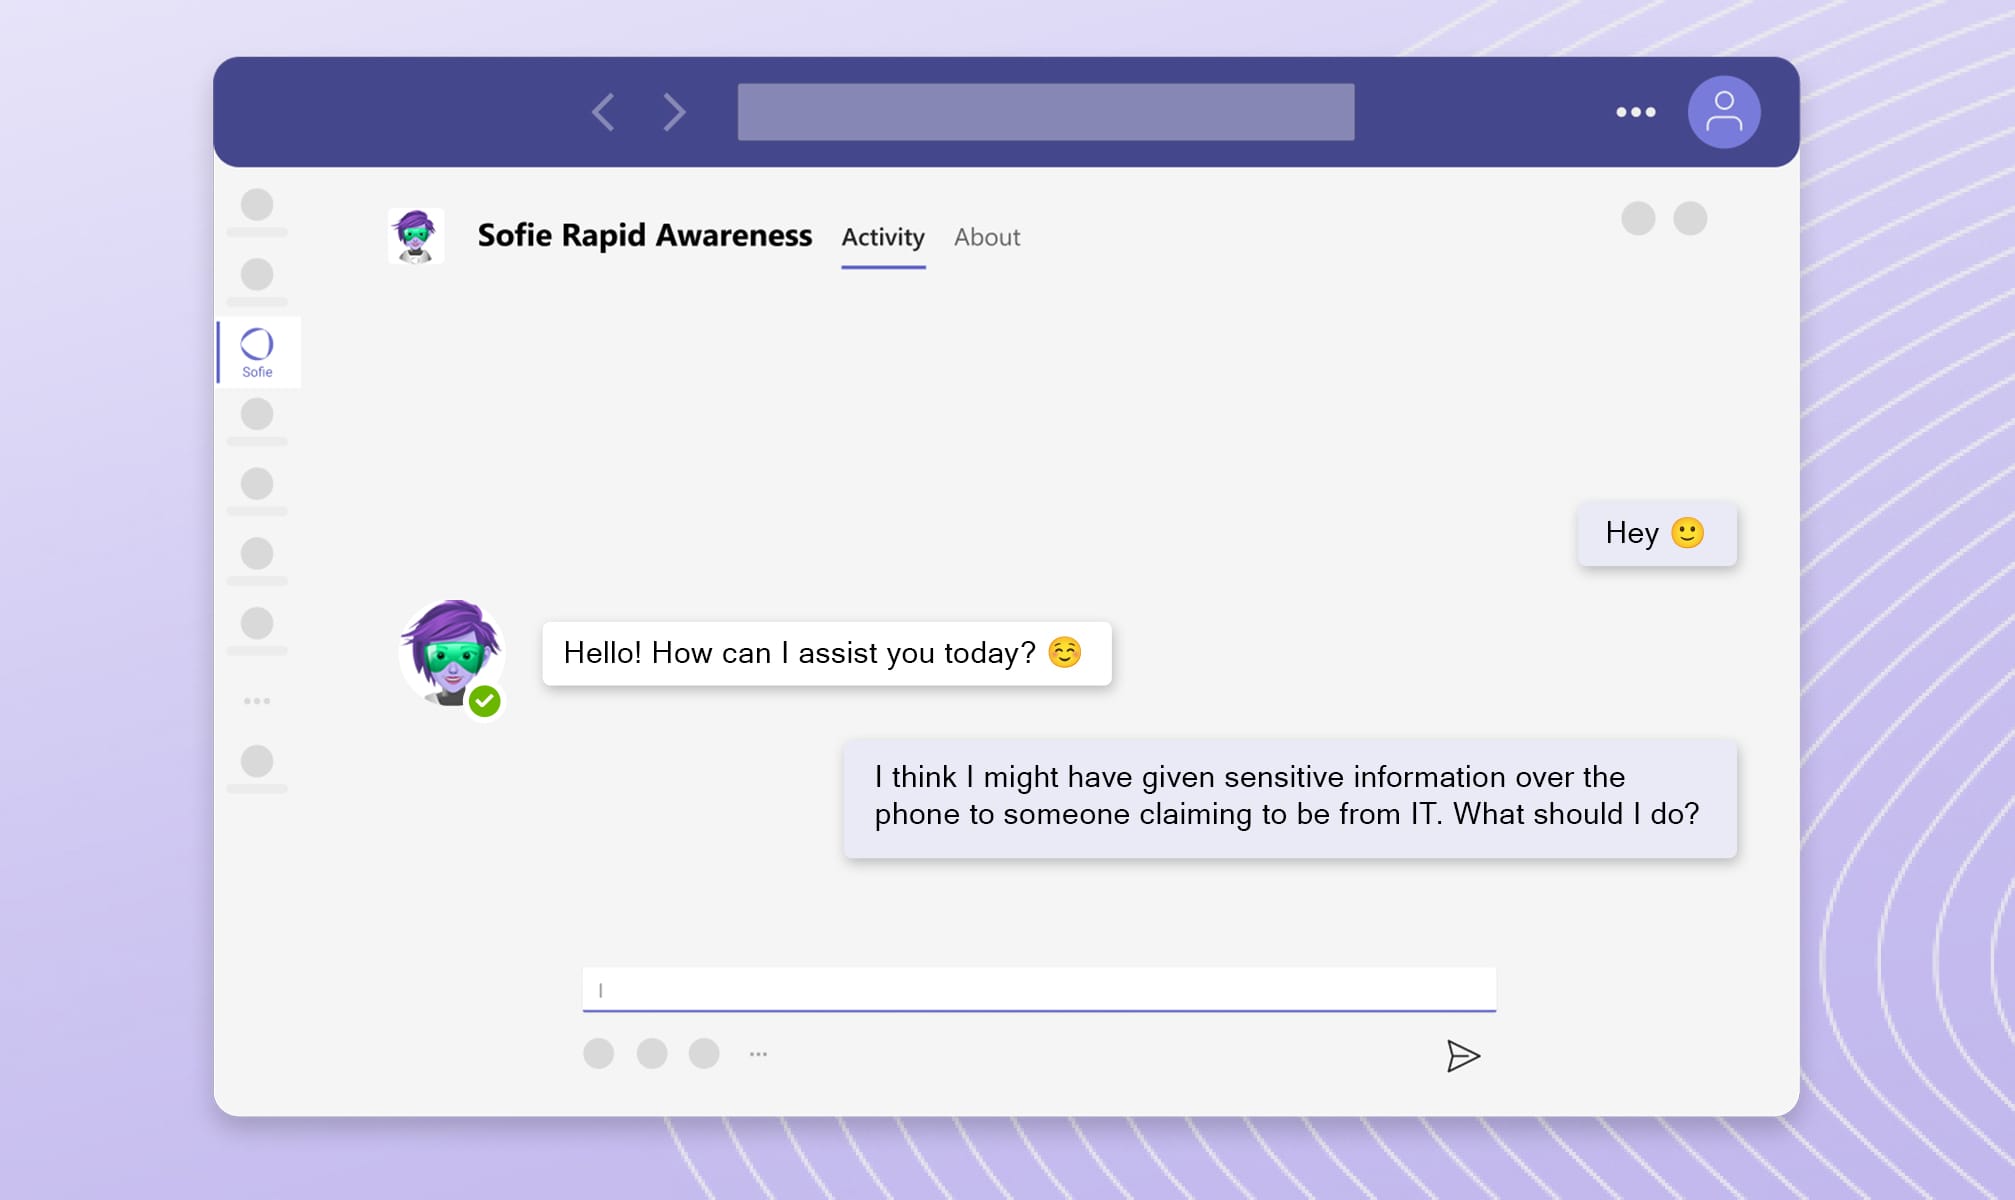 Sofie Rapid Awareness
Activity
About
Sofie
Hey 🙂
Hello! How can I assist you today? ☺️
I think I might have given sensitive information over the
phone to someone claiming to be from IT. What should I do?